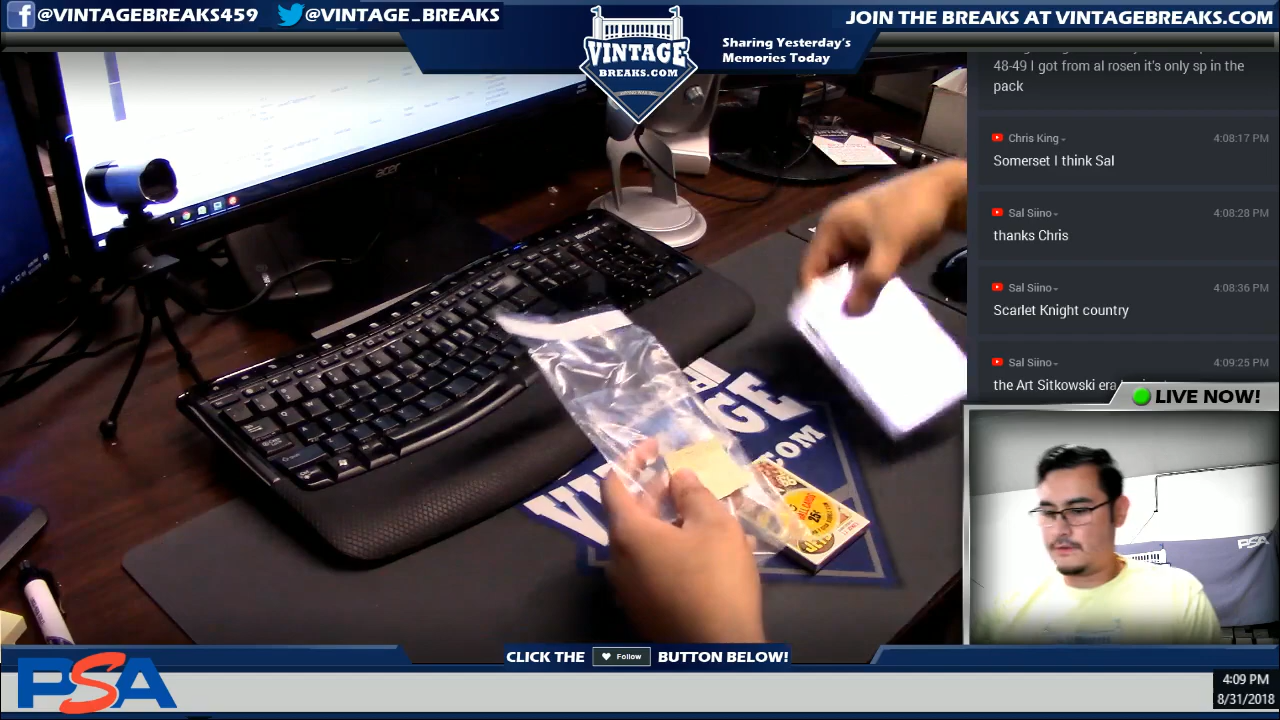 @VINTAGEBREAKS459
@VINTAGE_BREAKS
VINTAGE
BREAKS.COM
Sharing Yesterday's
Memories Today
JOIN THE BREAKS AT VINTAGEBREAKS.COM
48-49 I got from al rosen it's only sp in the
pack
Chris King
4:08:17 PM
Somerset I think Sal
Sal Siino
4:08:28 PM
thanks Chris
Sal Siino
4:08:36 PM
Scarlet Knight country
Sal Siino
4:09:25 PM
the Art Sitkowski era
LIVE NOW!
acer
Microsoft
25¢
PSA
CLICK THE
Follow
BUTTON BELOW!
PSA
4:09 PM
8/31/2018